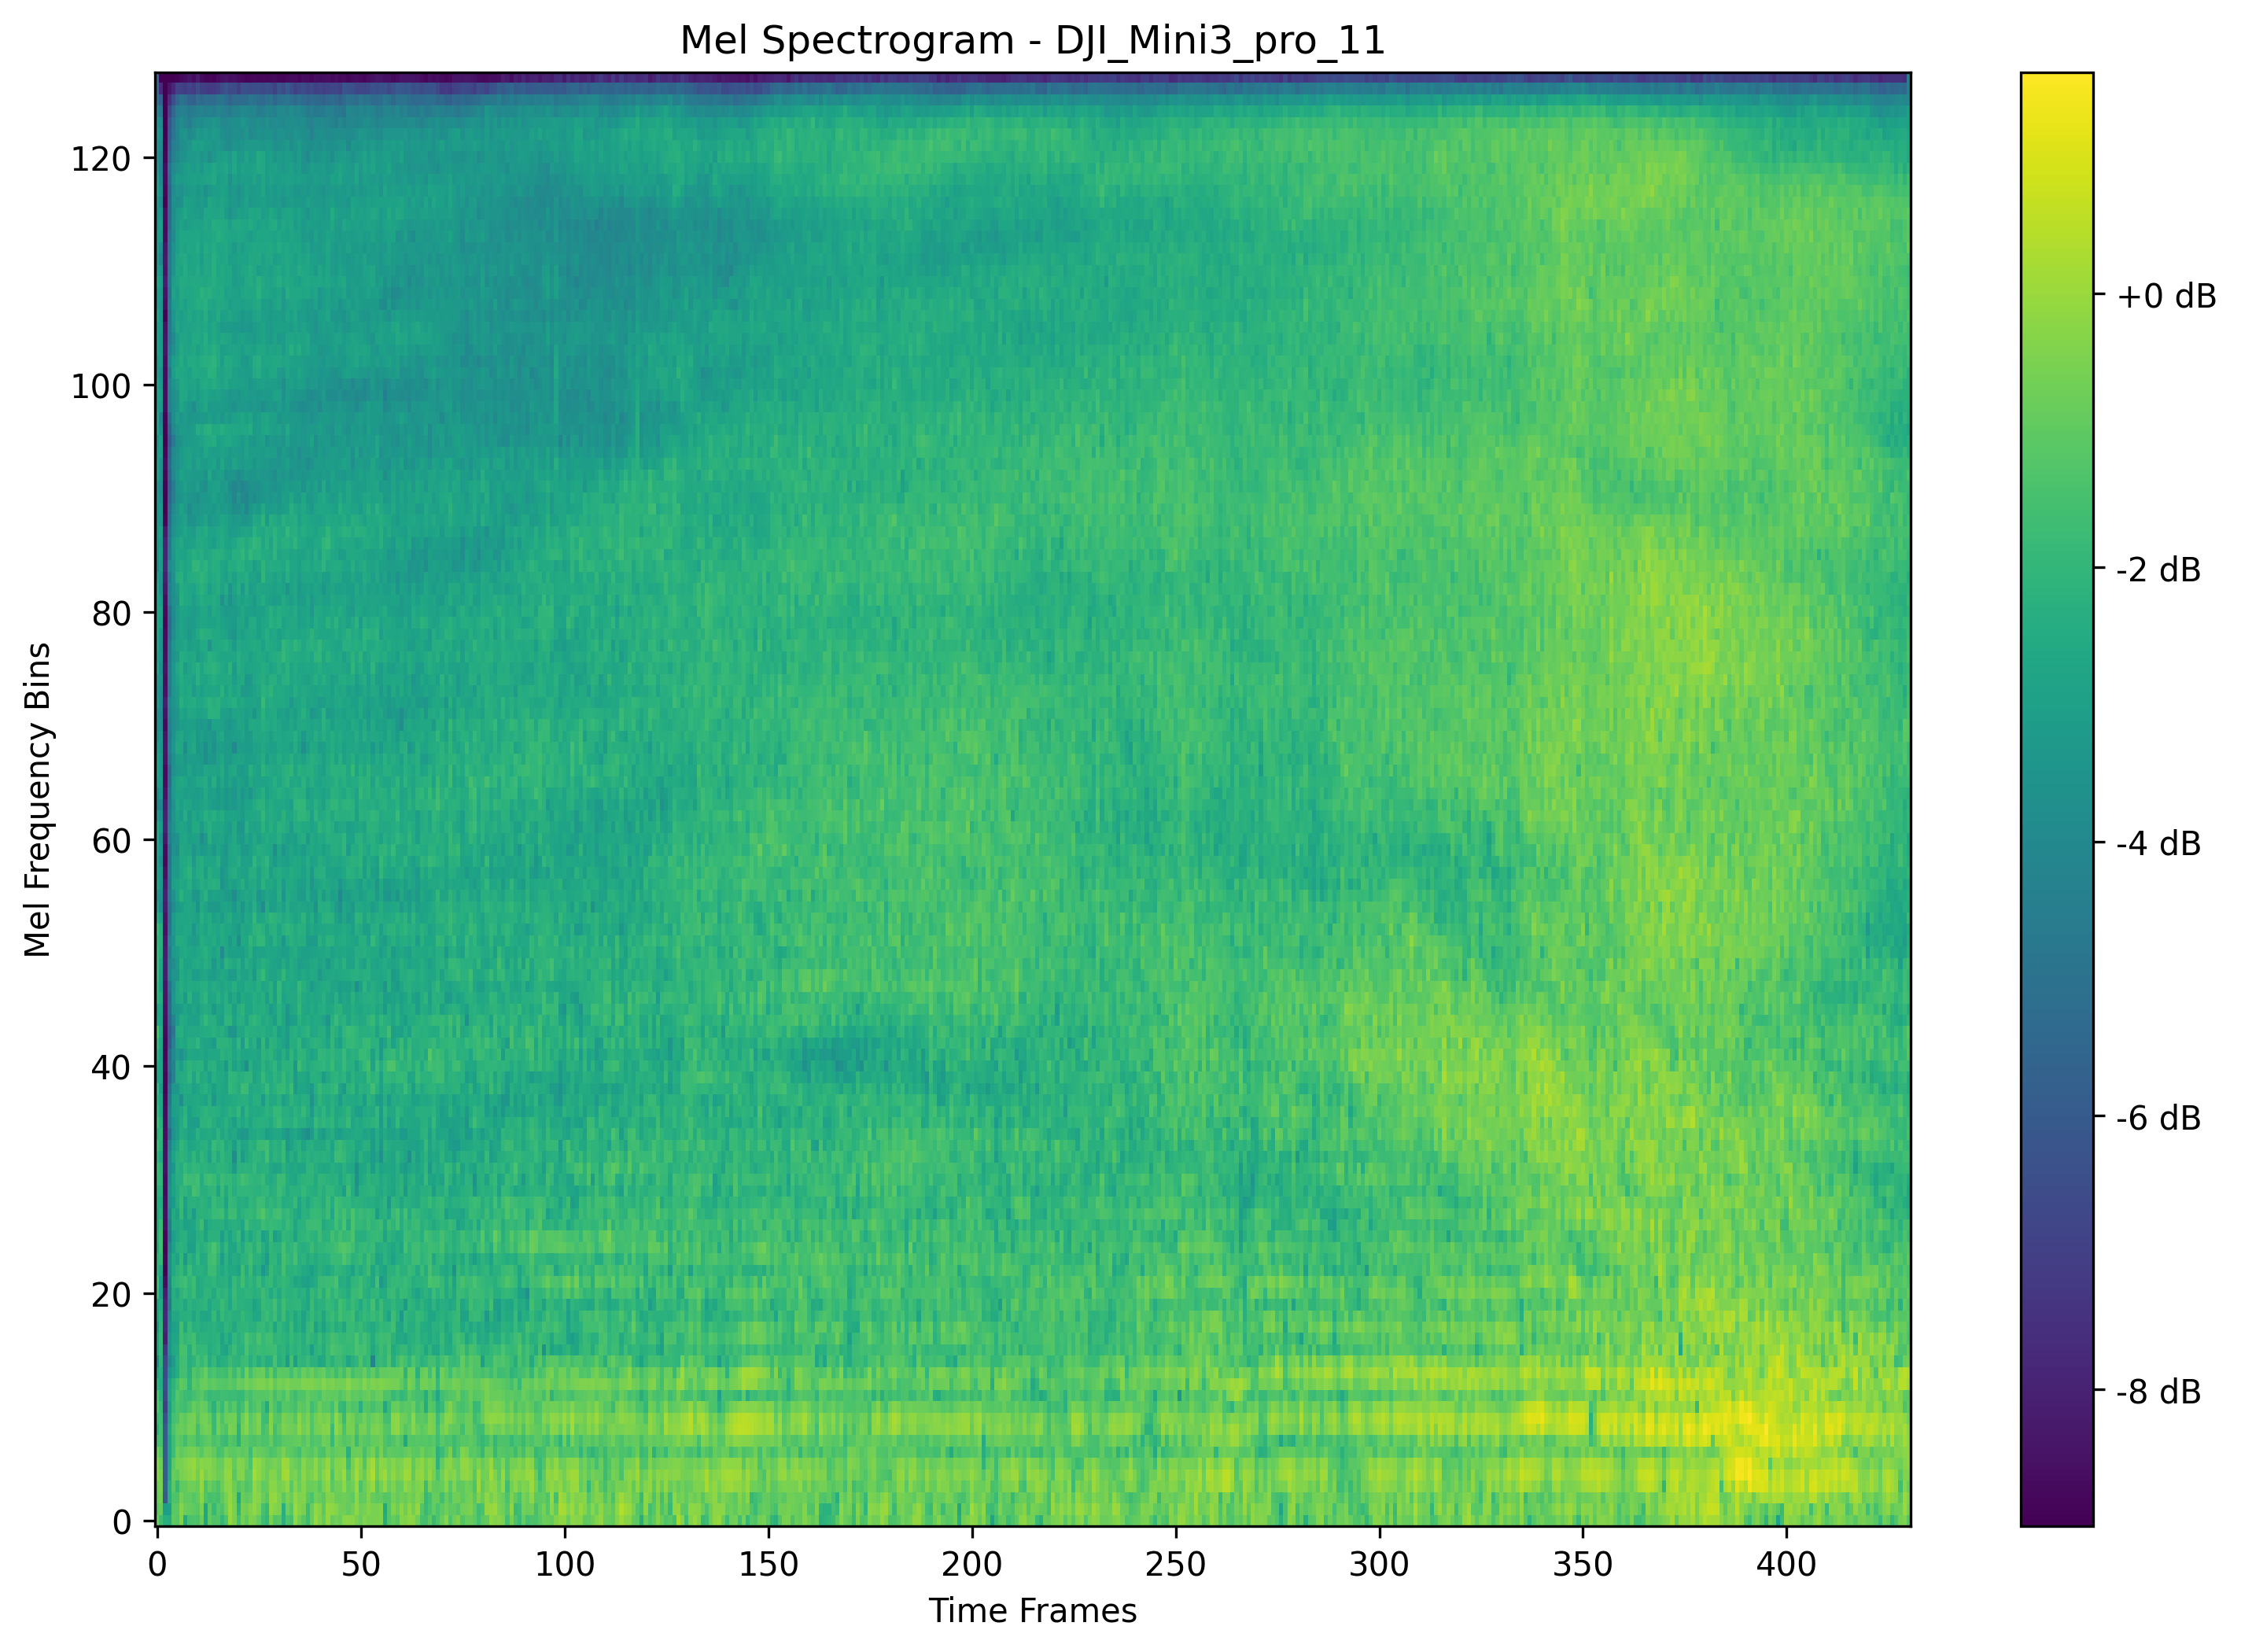 Mel Spectrogram - DJI_Mini3_pro_11
Mel Frequency Bins
120
100
80
60
40
20
0
0 50 100 150 200 250 300 350 400
Time Frames
+0 dB
-2 dB
-4 dB
-6 dB
-8 dB